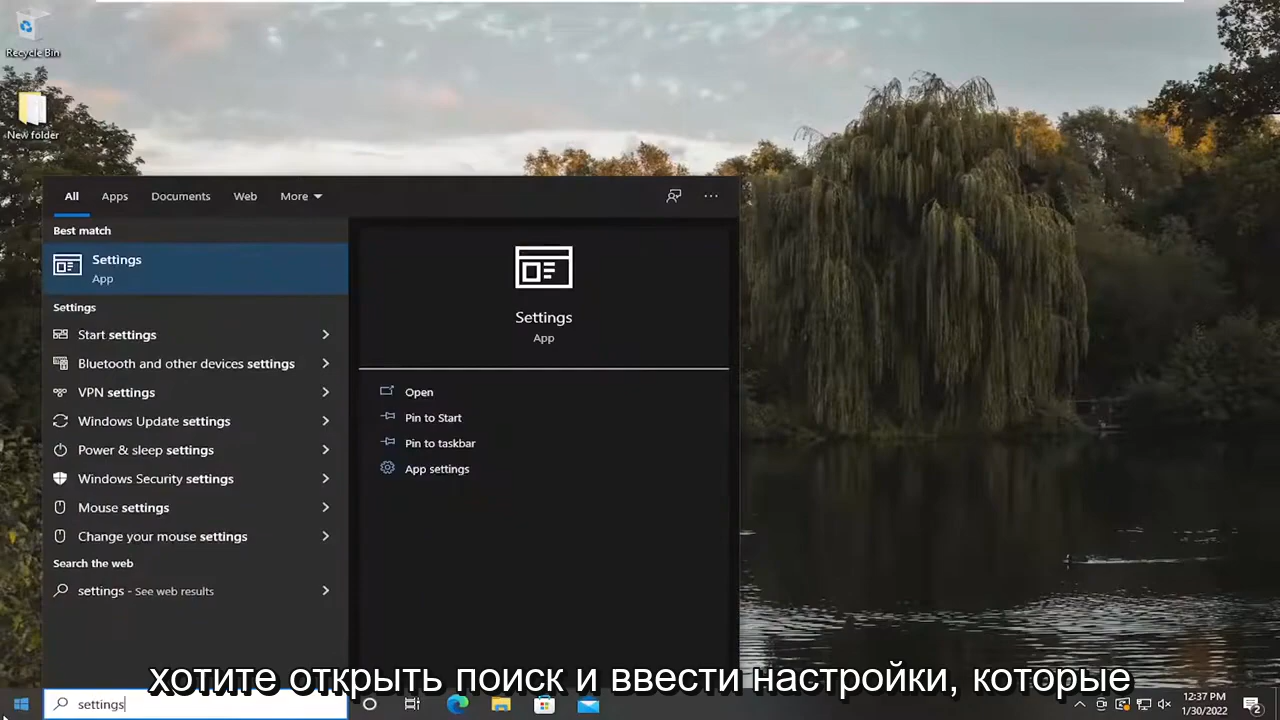 Recycle Bin
New folder
All Apps Documents Web More
Best match
Settings
App
Settings
Start settings
Bluetooth and other devices settings
VPN settings
Windows Update settings
Power & sleep settings
Windows Security settings
Mouse settings
Change your mouse settings
Search the web
settings - See web results
Settings
App
Open
Pin to Start
Pin to taskbar
App settings
хотите открыть поиск и ввести настройки, которые
settings
12:37 PM
1/30/2022
2